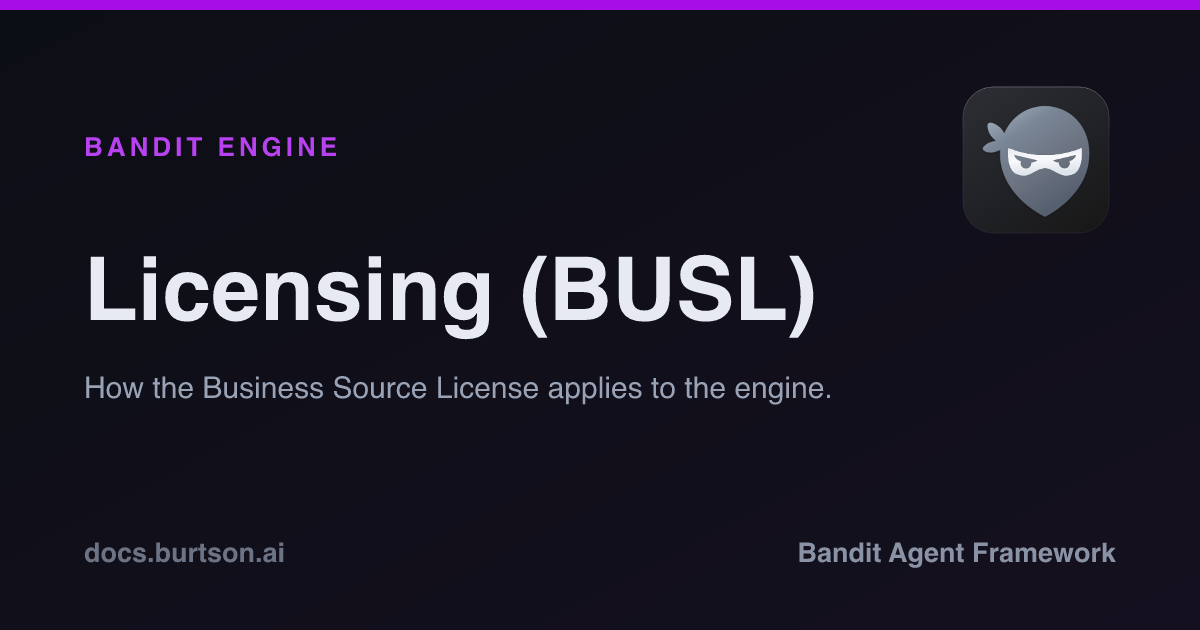 BANDIT ENGINE
Licensing (BUSL)
How the Business Source License applies to the engine.
docs.burtson.ai
Bandit Agent Framework